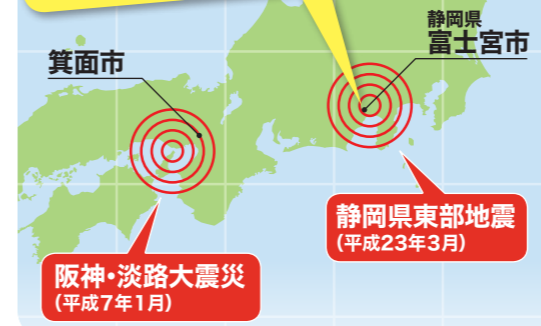 静岡県
富士宮市
箕面市
静岡県東部地震
(平成23年3月)
阪神・淡路大震災
(平成7年1月)